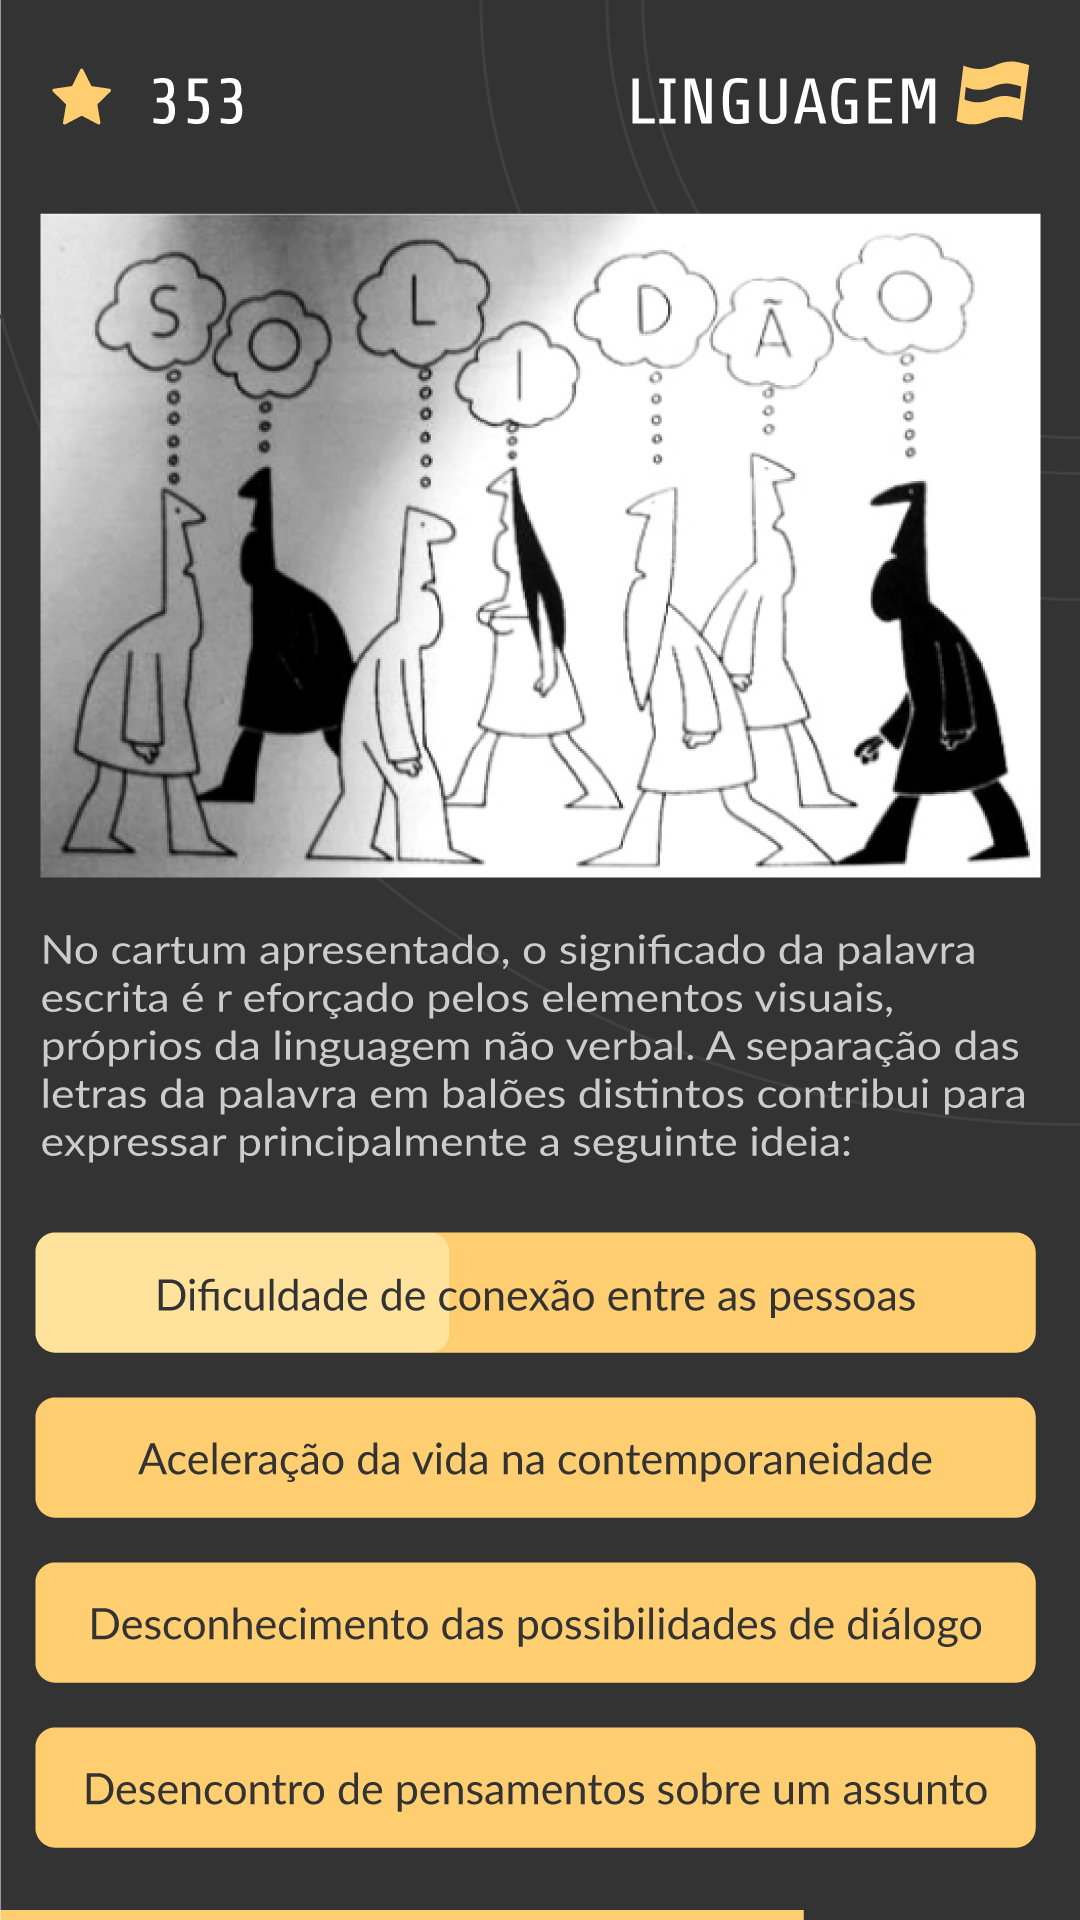 353
LINGUAGEM
S O L I D Ã O
No cartum apresentado, o significado da palavra
escrita é r eforçado pelos elementos visuais,
próprios da linguagem não verbal. A separação das
letras da palavra em balões distintos contribui para
expressar principalmente a seguinte ideia:
Dificuldade de conexão entre as pessoas
Aceleração da vida na contemporaneidade
Desconhecimento das possibilidades de diálogo
Desencontro de pensamentos sobre um assunto